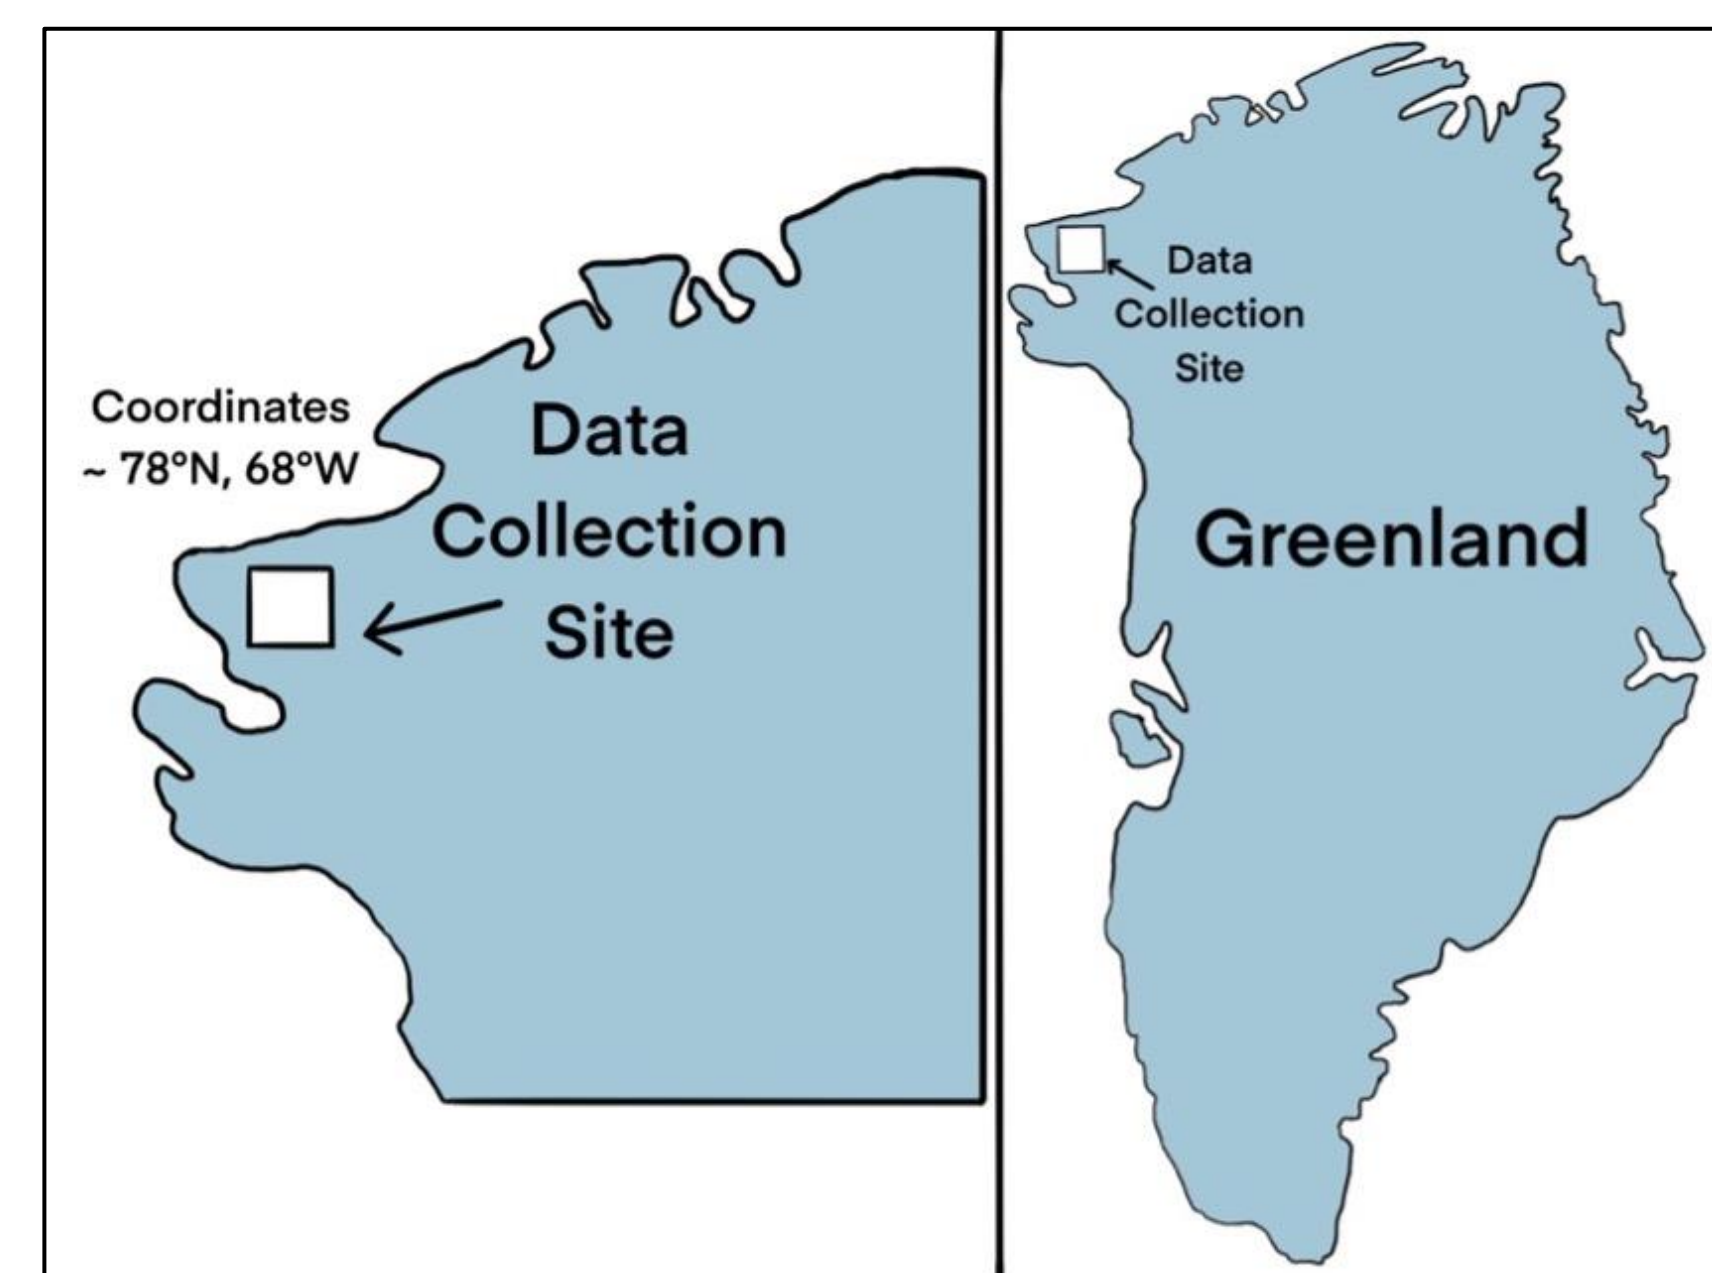 Coordinates
~ 78°N, 68°W
Data
Collection
Site
Data
Collection
Site
Greenland